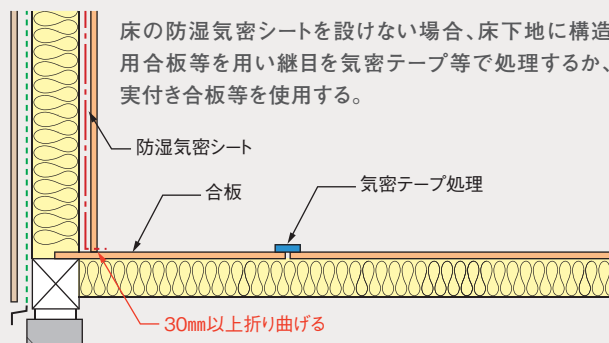 床の防湿気密シートを設けない場合、床下地に構造
用合板等を用い継目を気密テープ等で処理するか、
実付き合板等を使用する。
防湿気密シート
合板
気密テープ処理
30mm以上折り曲げる